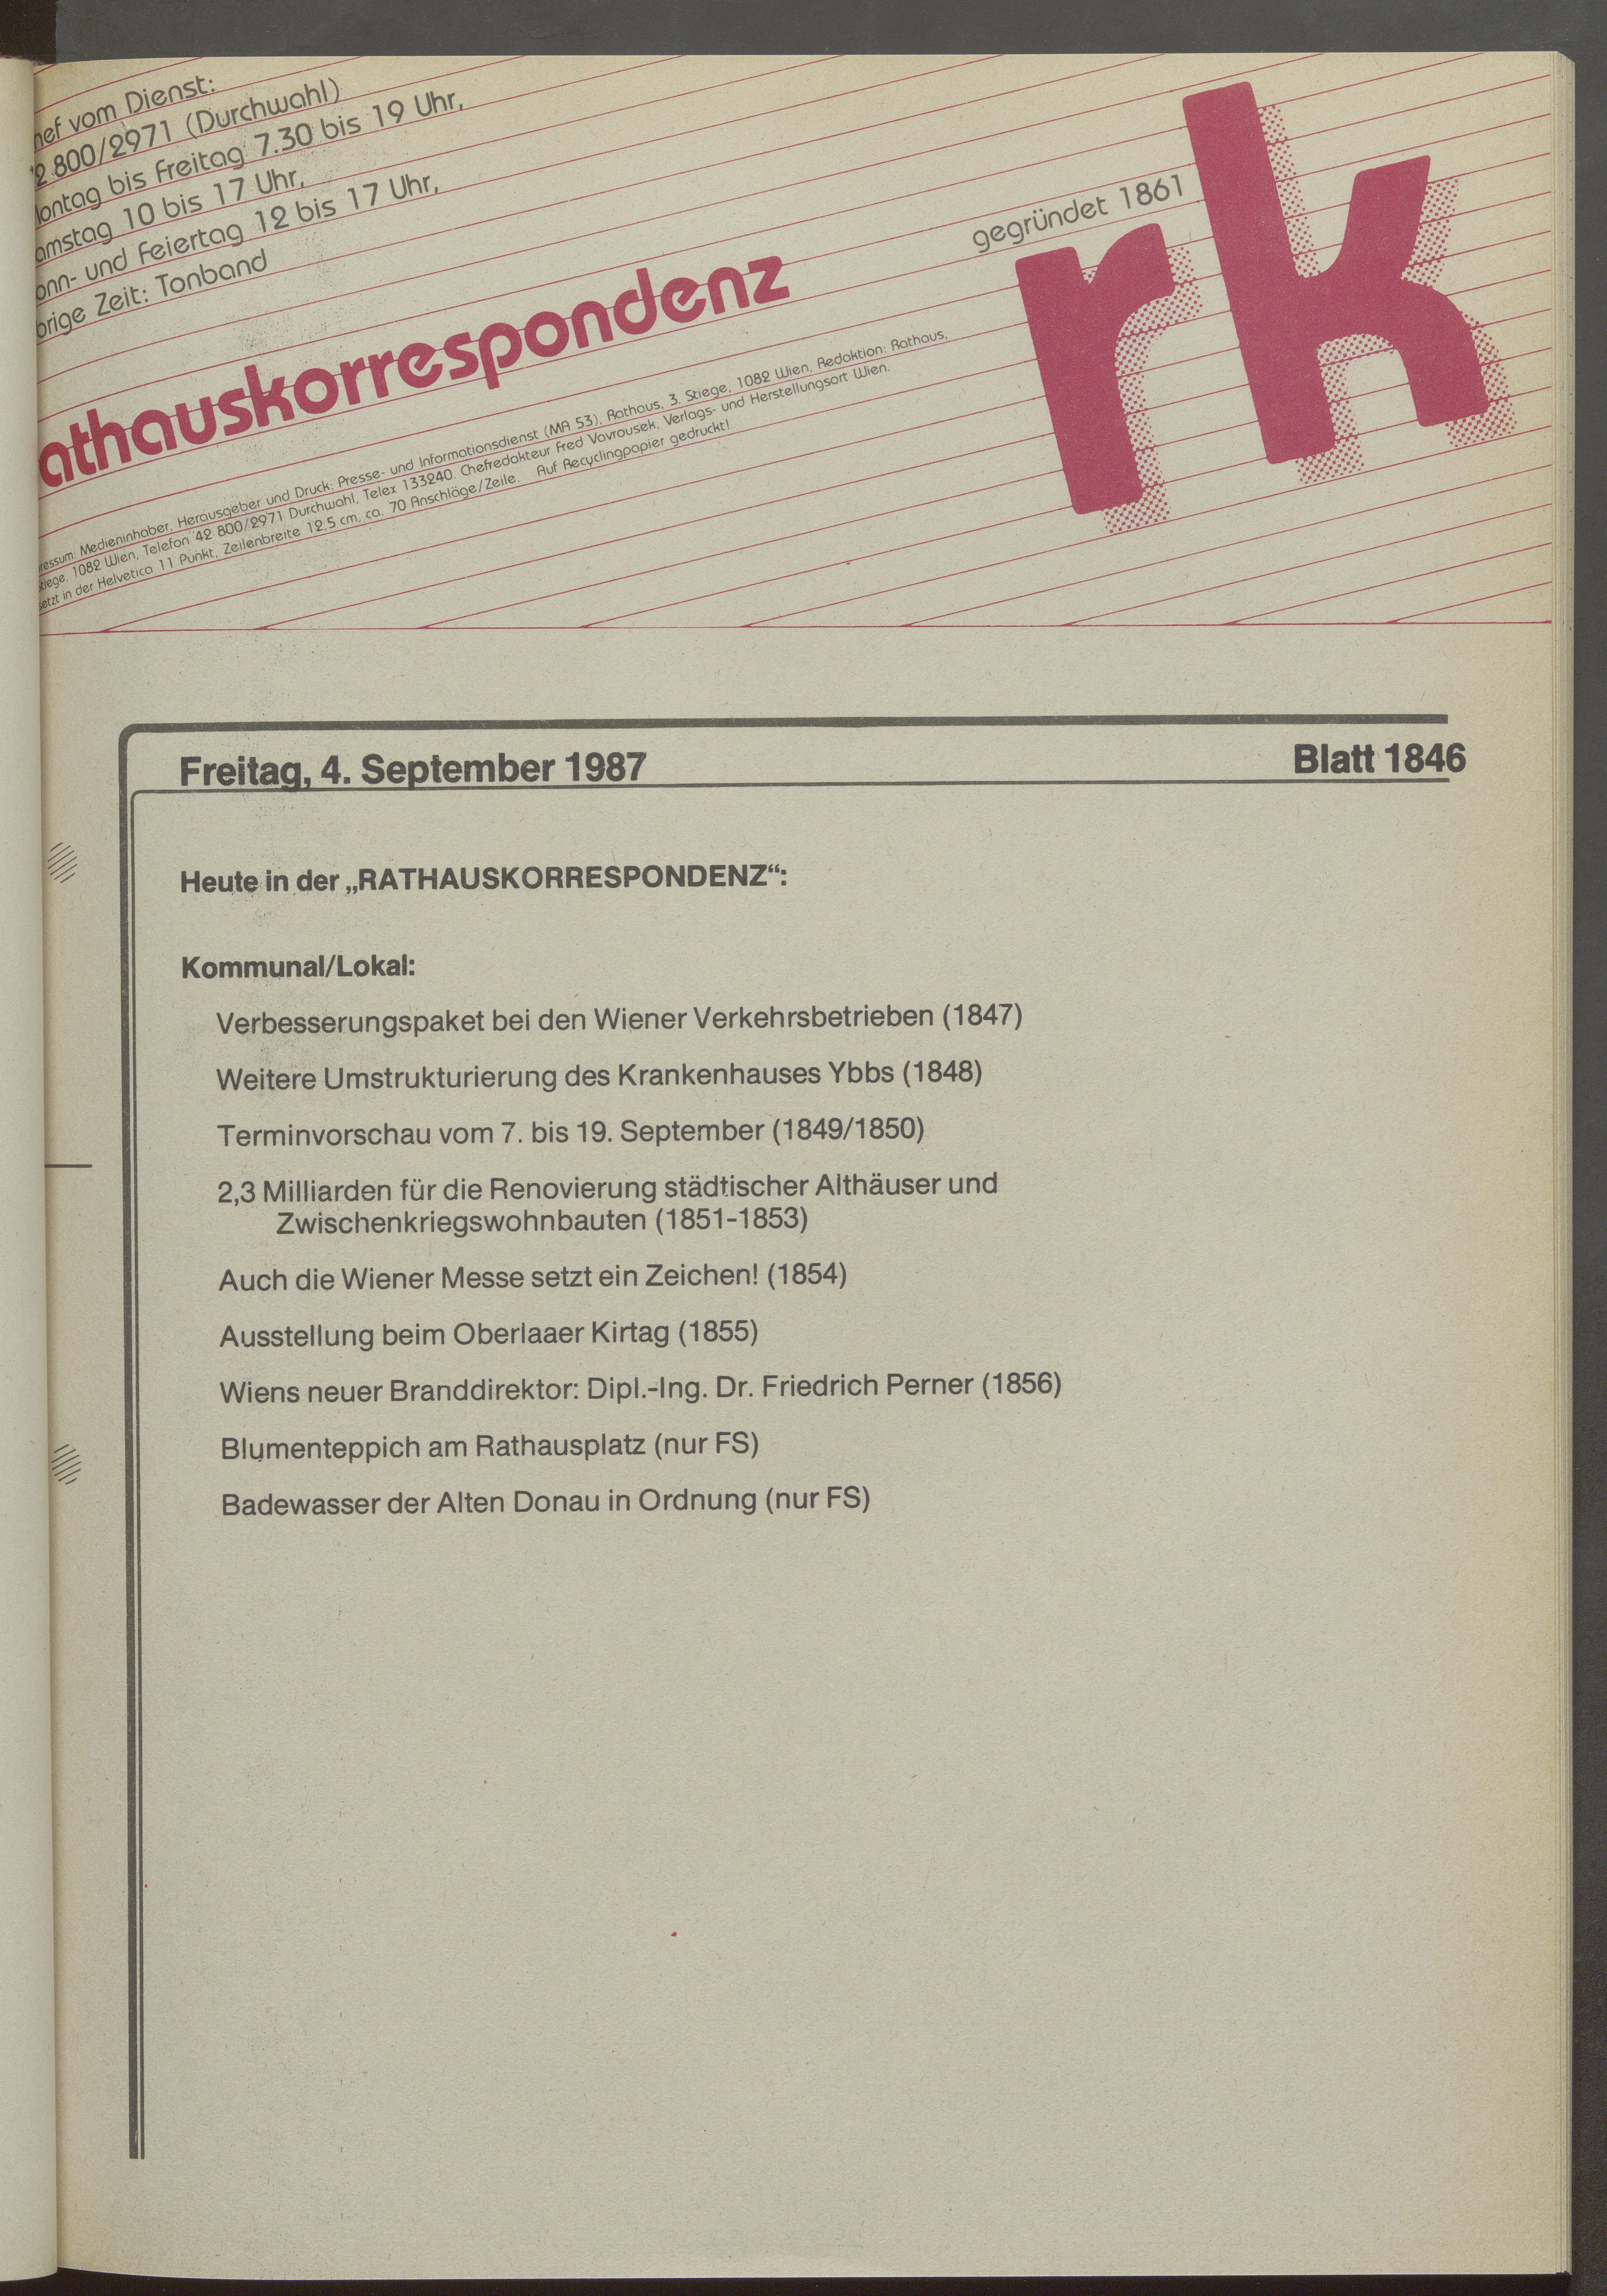 hef vom Dienst:
2 800/2971 (Durchwahl)
ontag bis Freitag 7.30 bis 19 Uhr,
amstag 10 bis 17 Uhr,
onn- und Feiertag 12 bis 17 Uhr,
brige Zeit: Tonband
gegründet 1861
rk
athauskorrespondenz
ressum: Medieninhaber, Herausgeber und Druck: Presse- und Informationsdienst (MA 53), Rathaus, 3. Stiege, 1082 Wien, Redaktion: Rathaus,
tiege, 1082 Wien, Telefon 42 800/2971 Durchwahl, Telex 133240. Chefredakteur Fred Vavrousek, Verlags- und Herstellungsort Wien.
etzt in der Helvetica 11 Punkt, Zeilenbreite 12,5 cm, ca. 70 Anschläge/Zeile. Auf Recyclingpapier gedruckt!
Freitag, 4. September 1987 Blatt 1846
Heute in der „RATHAUSKORRESPONDENZ“:
Kommunal/Lokal:
Verbesserungspaket bei den Wiener Verkehrsbetrieben (1847)
Weitere Umstrukturierung des Krankenhauses Ybbs (1848)
Terminvorschau vom 7. bis 19. September (1849/1850)
2,3 Milliarden für die Renovierung städtischer Althäuser und
Zwischenkriegswohnbauten (1851-1853)
Auch die Wiener Messe setzt ein Zeichen! (1854)
Ausstellung beim Oberlaaer Kirtag (1855)
Wiens neuer Branddirektor: Dipl.-Ing. Dr. Friedrich Perner (1856)
Blumenteppich am Rathausplatz (nur FS)
Badewasser der Alten Donau in Ordnung (nur FS)